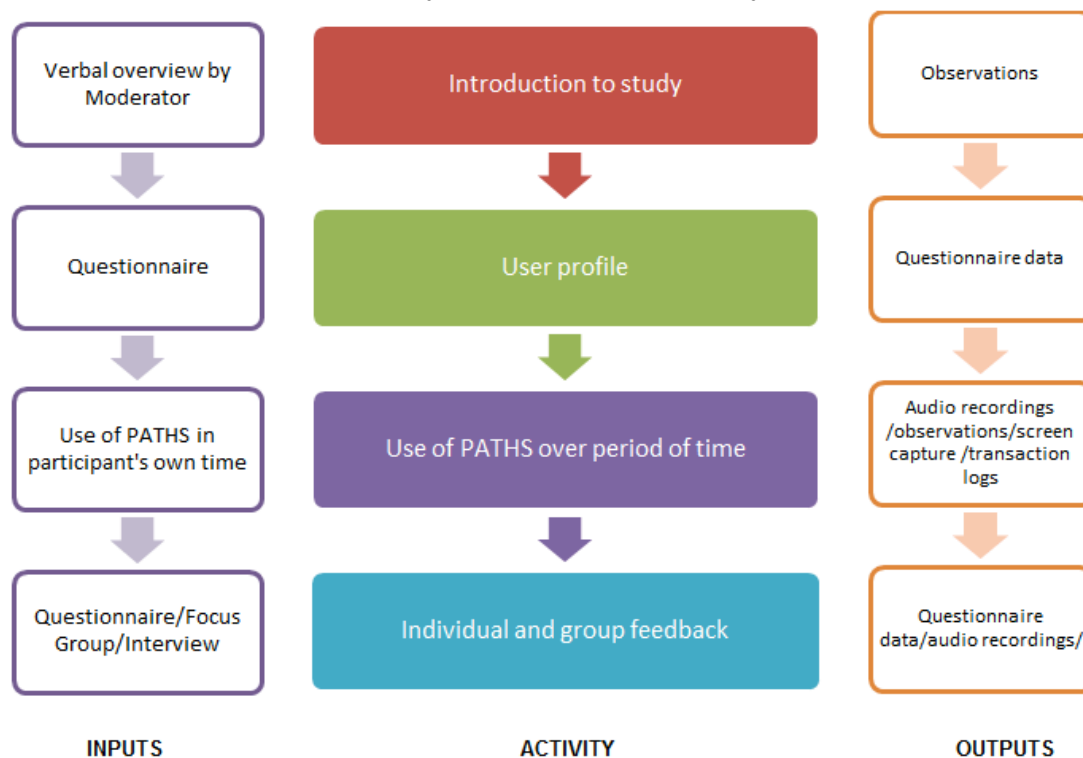 Verbal overview by
Moderator
Introduction to study
Observations
Questionnaire
User profile
Questionnaire data
Use of PATHS in
participant's own time
Use of PATHS over period of time
Audio recordings
/observations/screen
capture /transaction
logs
Questionnaire/Focus
Group/Interview
Individual and group feedback
Questionnaire
data/audio recordings/
INPUTS
ACTIVITY
OUTPUTS